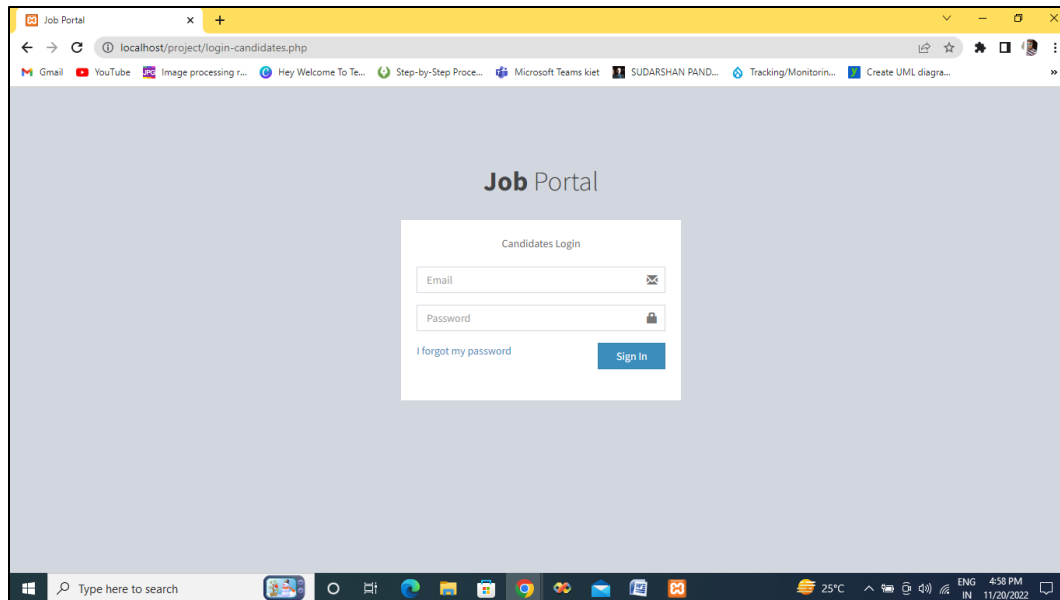 Job Portal
localhost/project/login-candidates.php
Gmail YouTube JPG Image processing r... Hey Welcome To Te... Step-by-Step Proce... Microsoft Teams kiet SUDARSHAN PAND... Tracking/Monitorin... Create UML diagra... »
Job Portal
Candidates Login
Email
Password
I forgot my password Sign In
Type here to search 25°C ENG 4:58 PM
IN 11/20/2022